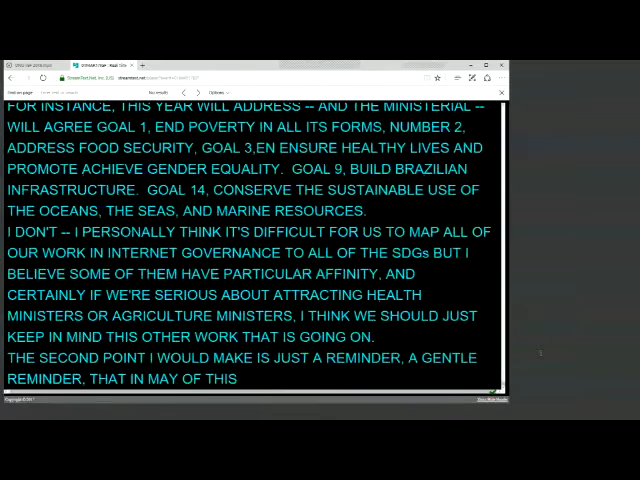 Find on page
No results
Options
FOR INSTANCE, THIS YEAR WILL ADDRESS -- AND THE MINISTERIAL --
WILL AGREE GOAL 1, END POVERTY IN ALL ITS FORMS, NUMBER 2,
ADDRESS FOOD SECURITY, GOAL 3,EN ENSURE HEALTHY LIVES AND
PROMOTE ACHIEVE GENDER EQUALITY.  GOAL 9, BUILD BRAZILIAN
INFRASTRUCTURE.  GOAL 14, CONSERVE THE SUSTAINABLE USE OF
THE OCEANS, THE SEAS, AND MARINE RESOURCES.
I DON'T -- I PERSONALLY THINK IT'S DIFFICULT FOR US TO MAP ALL OF
OUR WORK IN INTERNET GOVERNANCE TO ALL OF THE SDGs BUT I
BELIEVE SOME OF THEM HAVE PARTICULAR AFFINITY, AND
CERTAINLY IF WE'RE SERIOUS ABOUT ATTRACTING HEALTH
MINISTERS OR AGRICULTURE MINISTERS, I THINK WE SHOULD JUST
KEEP IN MIND THIS OTHER WORK THAT IS GOING ON.
THE SECOND POINT I WOULD MAKE IS JUST A REMINDER, A GENTLE
REMINDER, THAT IN MAY OF THIS